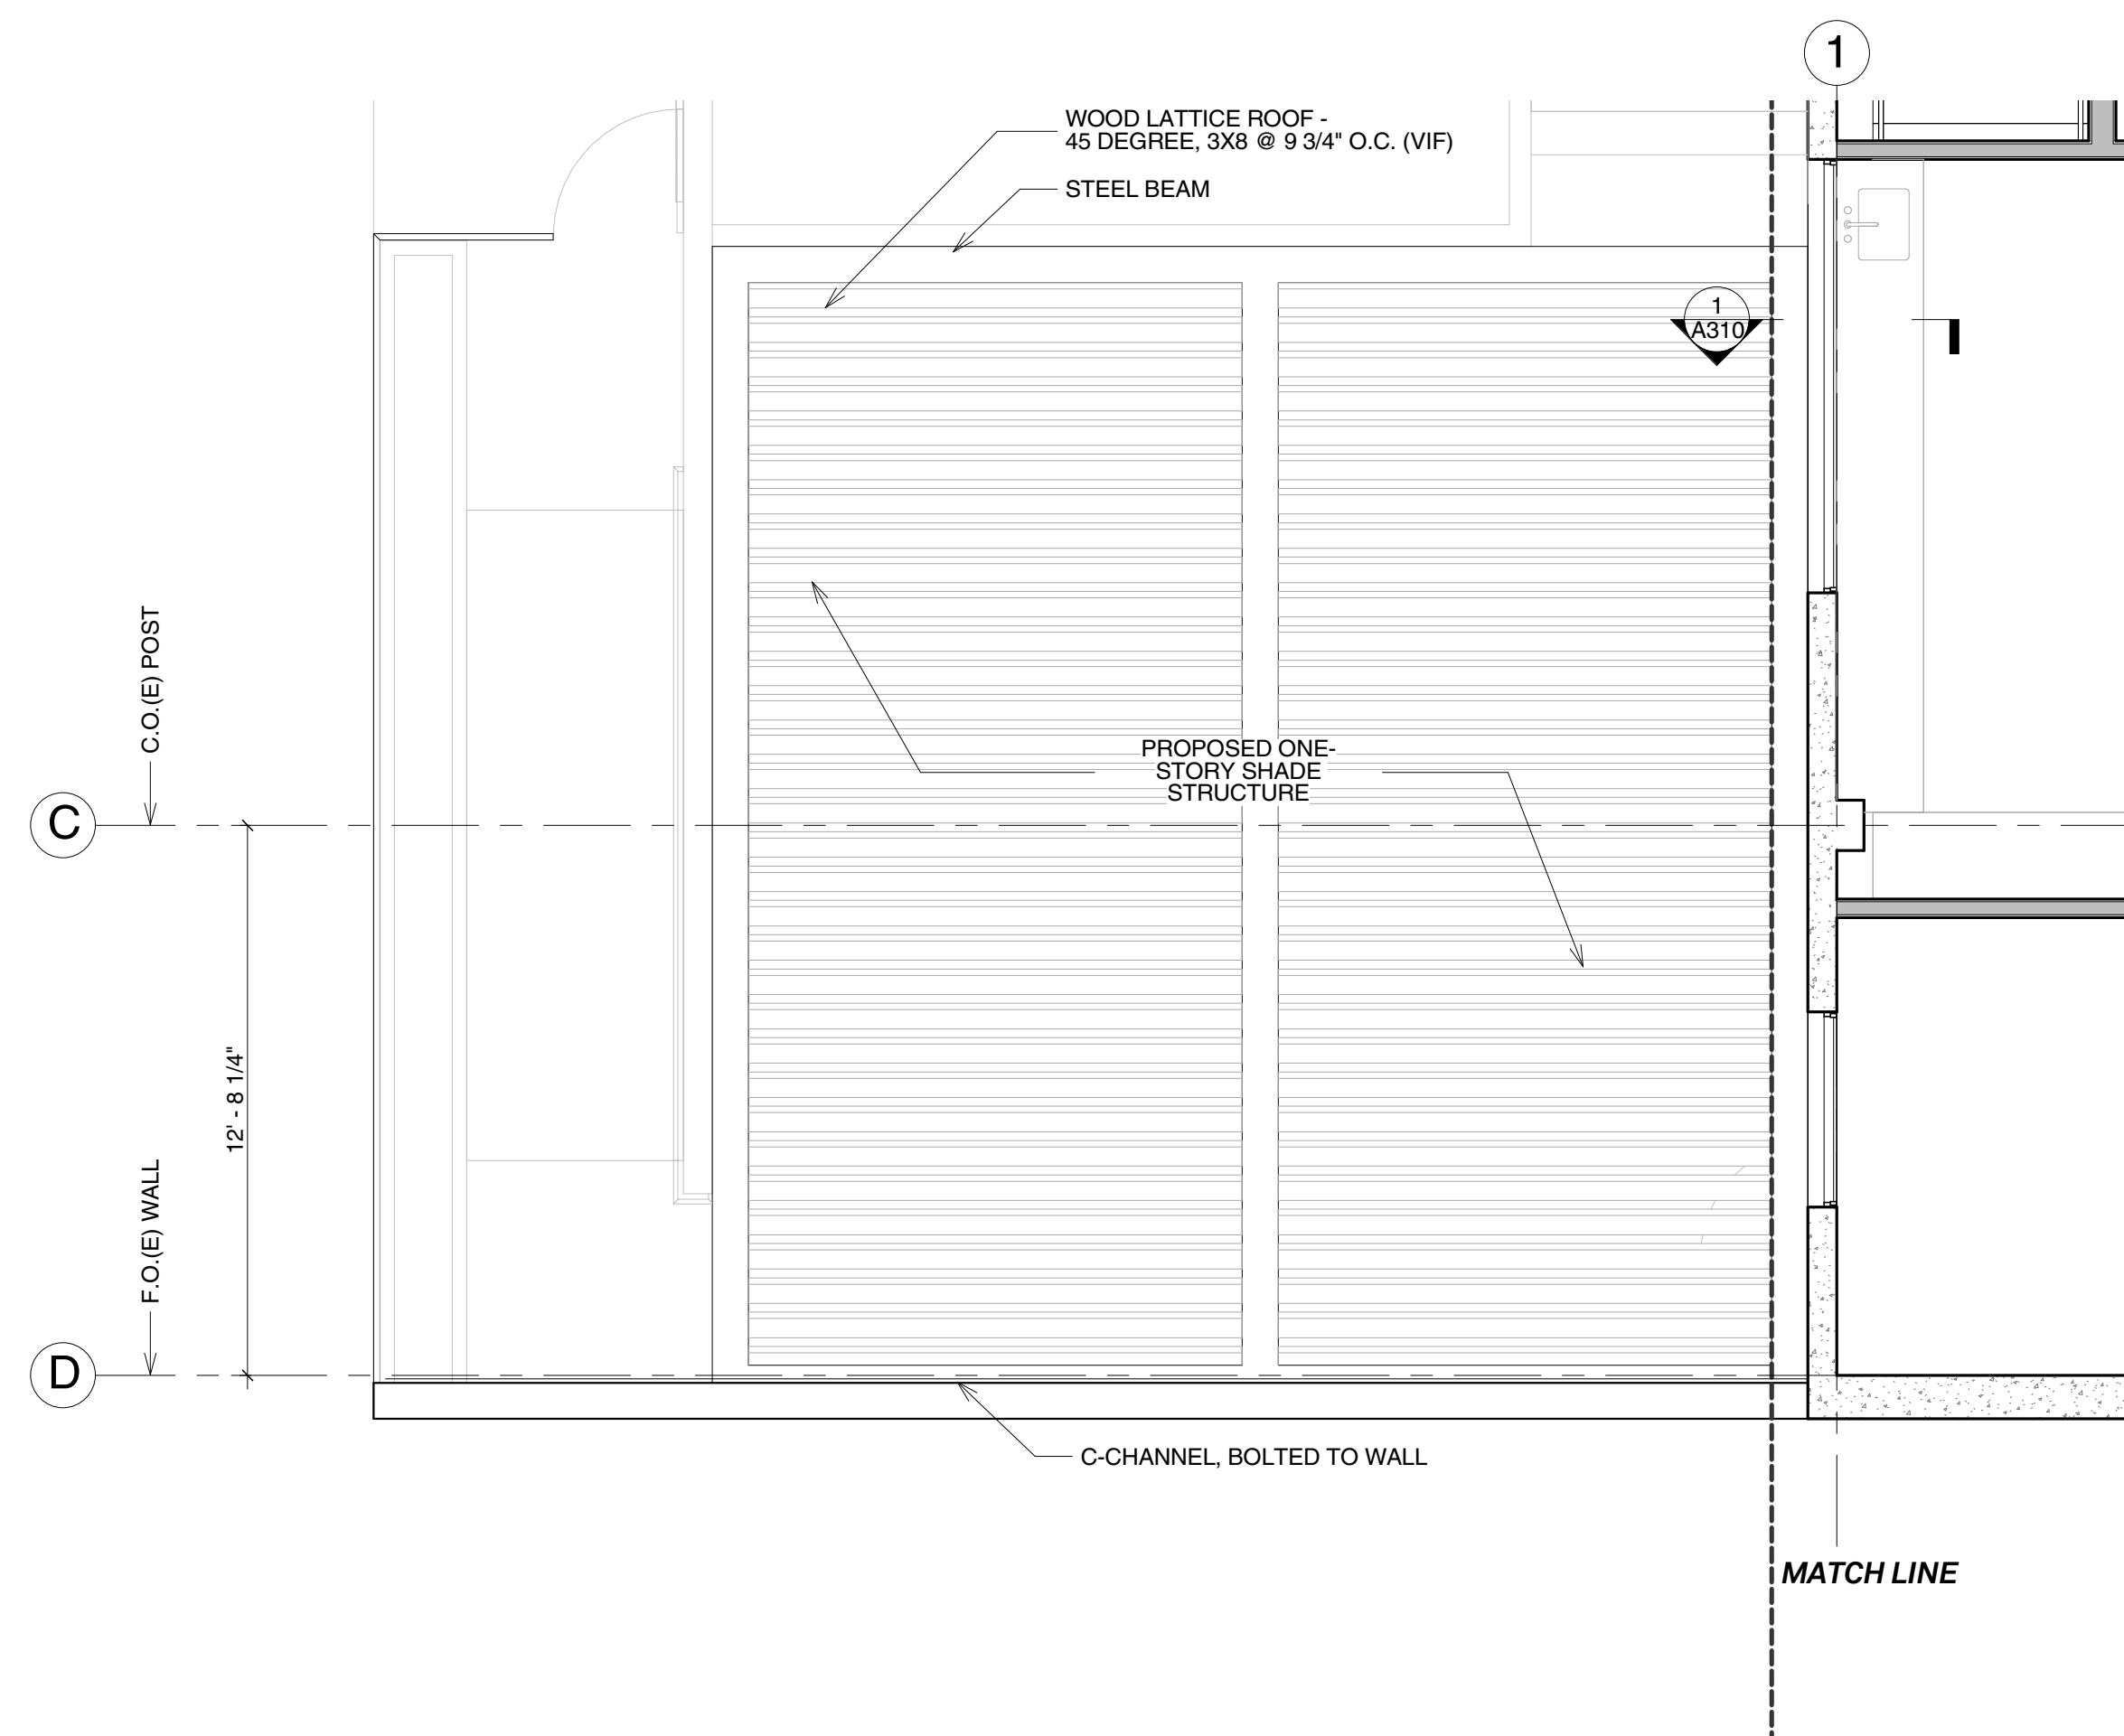 1
WOOD LATTICE ROOF -
45 DEGREE, 3X8 @ 9 3/4" O.C. (VIF)
STEEL BEAM
1
A310
C.O.(E) POST
PROPOSED ONE-
STORY SHADE
STRUCTURE
C
12' - 8 1/4"
F.O.(E) WALL
D
C-CHANNEL, BOLTED TO WALL
MATCH LINE